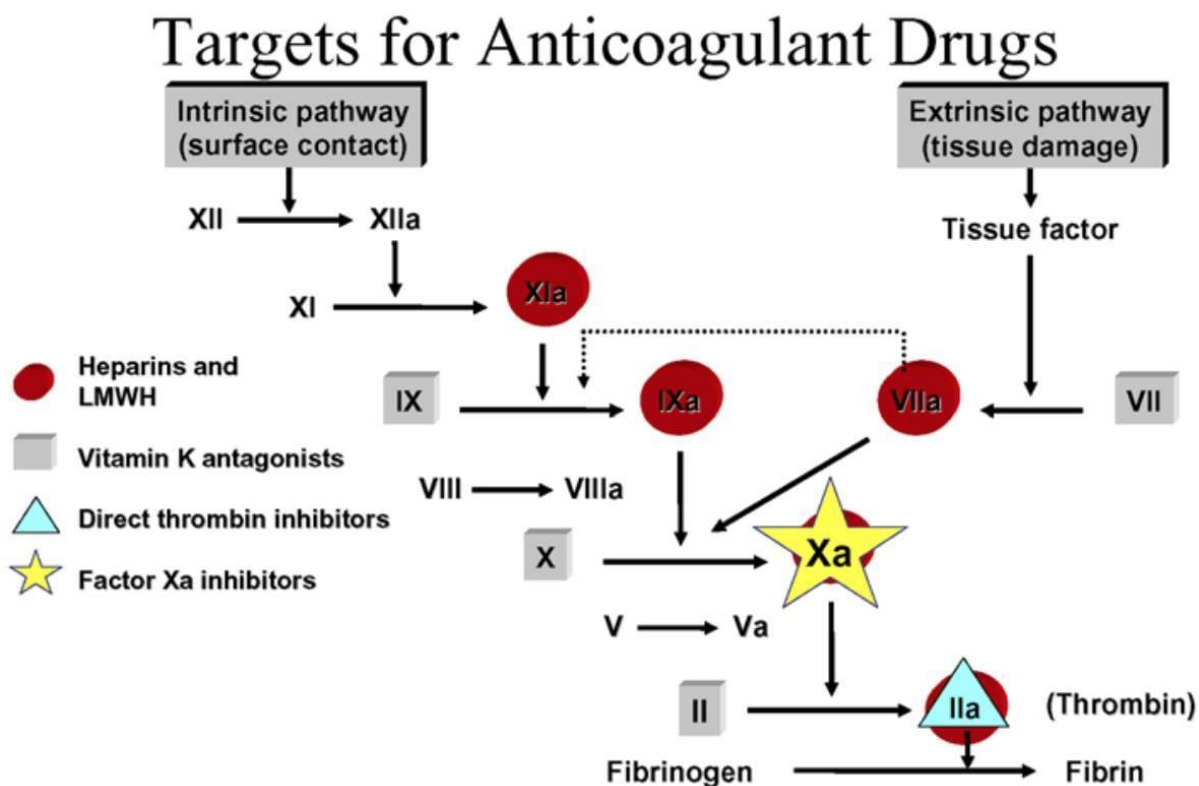 Targets for Anticoagulant Drugs
Intrinsic pathway
(surface contact)
Extrinsic pathway
(tissue damage)
XII
XIIa
Tissue factor
XI
XIa
Heparins and
LMWH
IX
IXa
VIIa
VII
Vitamin K antagonists
VIII
VIIIa
Direct thrombin inhibitors
X
Xa
Factor Xa inhibitors
V
Va
II
IIa
(Thrombin)
Fibrinogen
Fibrin